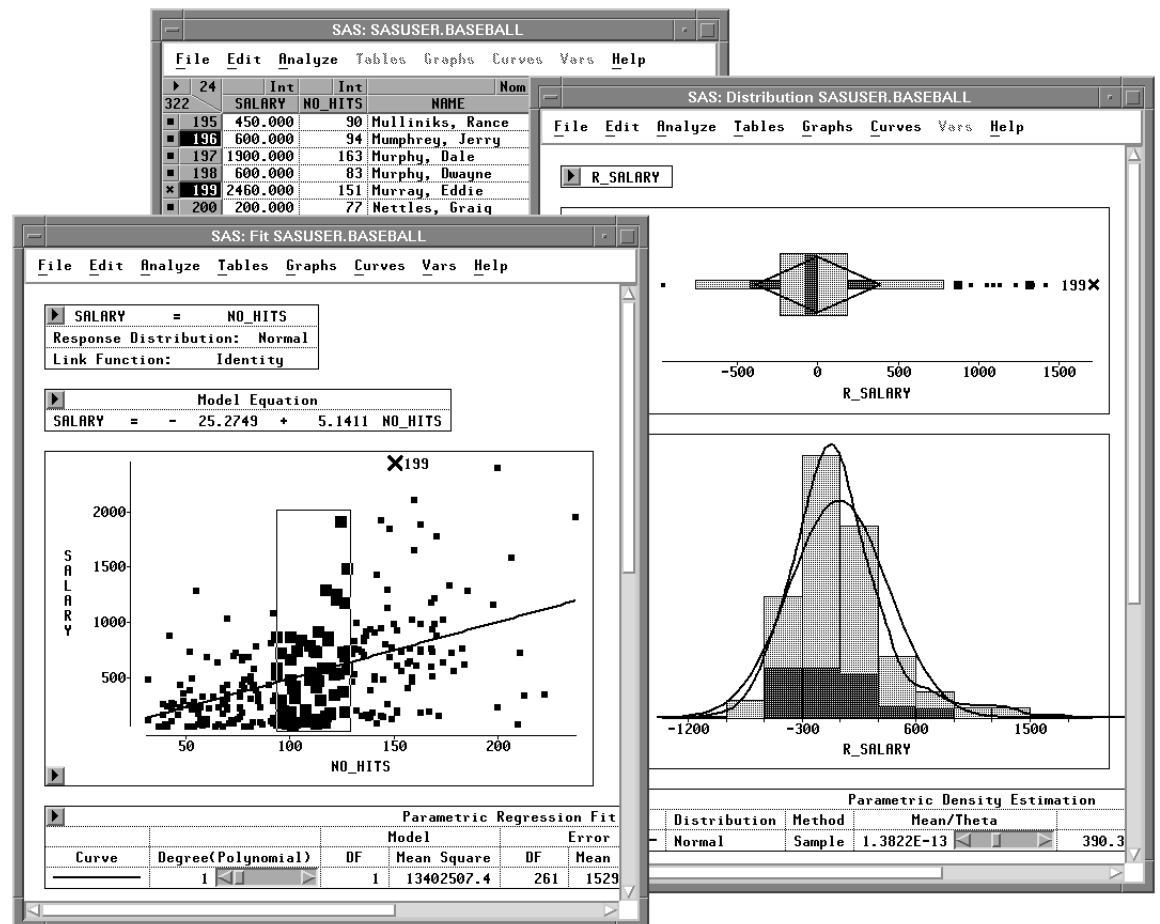 SAS: SASUSER.BASEBALL
File Edit Analyze Tables Graphs Curves Vars Help
24 Int Int Nom
322 SALARY NO_HITS NAME
195 450.000 90 Mulliniks, Rance
196 600.000 94 Mumphrey, Jerry
197 1900.000 163 Murphy, Dale
198 600.000 83 Murphy, Dwayne
199 2460.000 151 Murray, Eddie
200 200.000 77 Nettles, Graig
SAS: Distribution SASUSER.BASEBALL
File Edit Analyze Tables Graphs Curves Vars Help
R_SALARY
199
-500 0 500 1000 1500
R_SALARY
-1200 -300 600 1500
R_SALARY
Parametric Density Estimation
Distribution Method Mean/Theta
Normal Sample 1.3822E-13 390.3
SAS: Fit SASUSER.BASEBALL
File Edit Analyze Tables Graphs Curves Vars Help
SALARY = NO_HITS
Response Distribution: Normal
Link Function: Identity
Model Equation
SALARY = - 25.2749 + 5.1411 NO_HITS
199
2000
1500
1000
500
SALARY
50 100 150 200
NO_HITS
Parametric Regression Fit
Model Error
Curve Degree(Polynomial) DF Mean Square DF Mean
1 1 13402507.4 261 1529